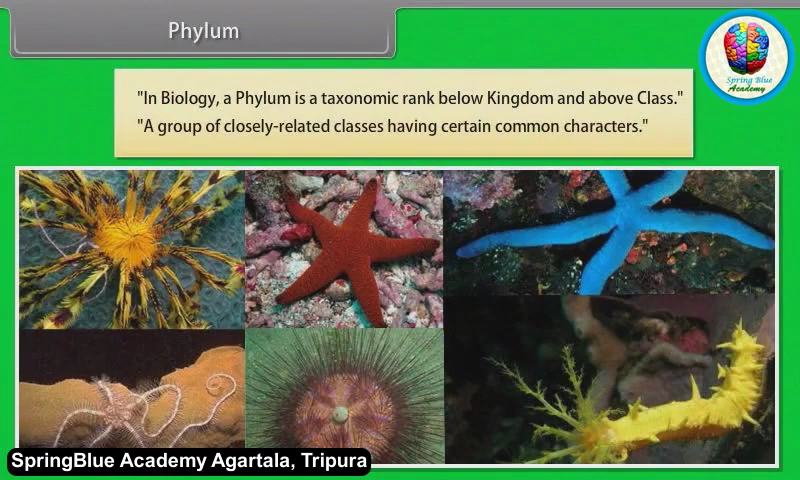 Phylum
Spring Blue
Academy
"In Biology, a Phylum is a taxonomic rank below Kingdom and above Class."
"A group of closely-related classes having certain common characters."
SpringBlue Academy Agartala, Tripura